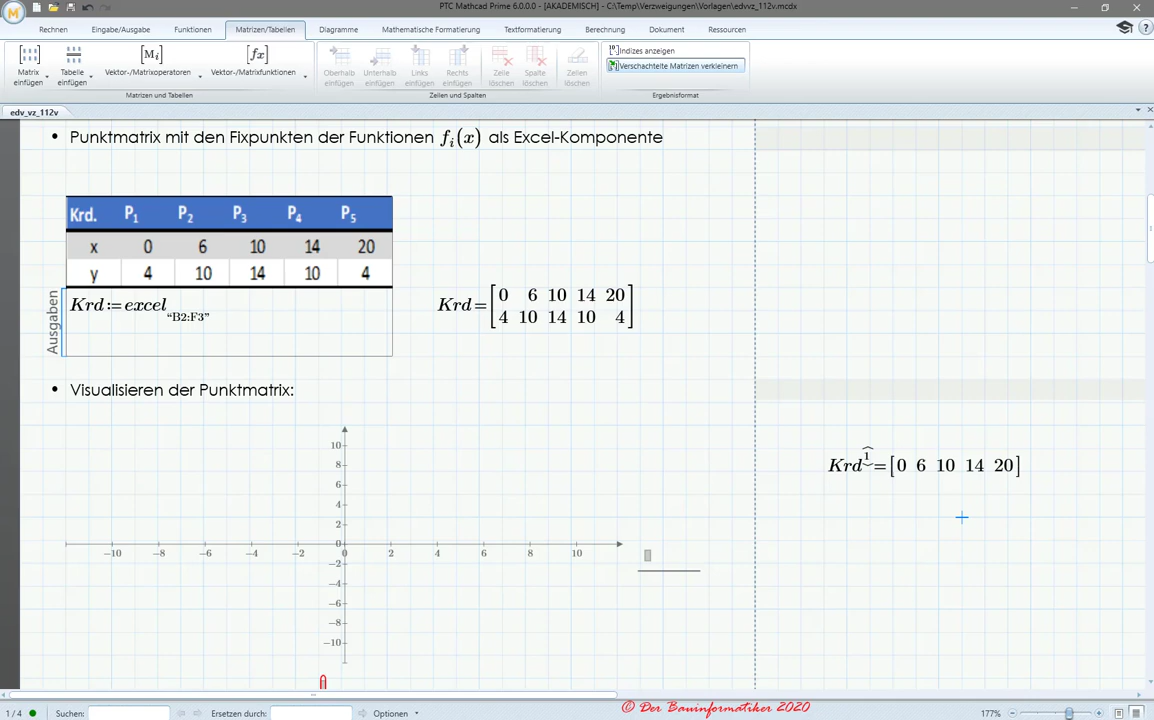 PTC Mathcad Prime 6.0.0.0 - [AKADEMISCH] - C:\Temp\Verzweigungen\Vorlagen\edvvz_112v.mcdx
Rechnen Eingabe/Ausgabe Funktionen Matrizen/Tabellen Diagramme Mathematische Formatierung Textformatierung Berechnung Dokument Ressourcen
Matrix einfügen
Tabelle einfügen
Vektor-/Matrixoperatoren
Vektor-/Matrixfunktionen
Oberhalb einfügen
Unterhalb einfügen
Links einfügen
Rechts einfügen
Zeile löschen
Spalte löschen
Zellen löschen
Indizes anzeigen
Verschachtelte Matrizen verkleinern
Matrizen und Tabellen
Zeilen und Spalten
Ergebnisformat
edv_vz_112v
• Punktmatrix mit den Fixpunkten der Funktionen f_i(x) als Excel-Komponente
Krd. P₁ P₂ P₃ P₄ P₅
x 0 6 10 14 20
y 4 10 14 10 4
Ausgaben
Krd := excel "B2:F3"
Krd = [0 6 10 14 20
4 10 14 10 4]
• Visualisieren der Punktmatrix:
10
8
6
4
2
0
−2
−4
−6
−8
−10
−10 −8 −6 −4 −2 0 2 4 6 8 10
Krd¹ = [0 6 10 14 20]
1 / 4 Suchen: Ersetzen durch: Optionen
© Der Bauinformatiker 2020
177%